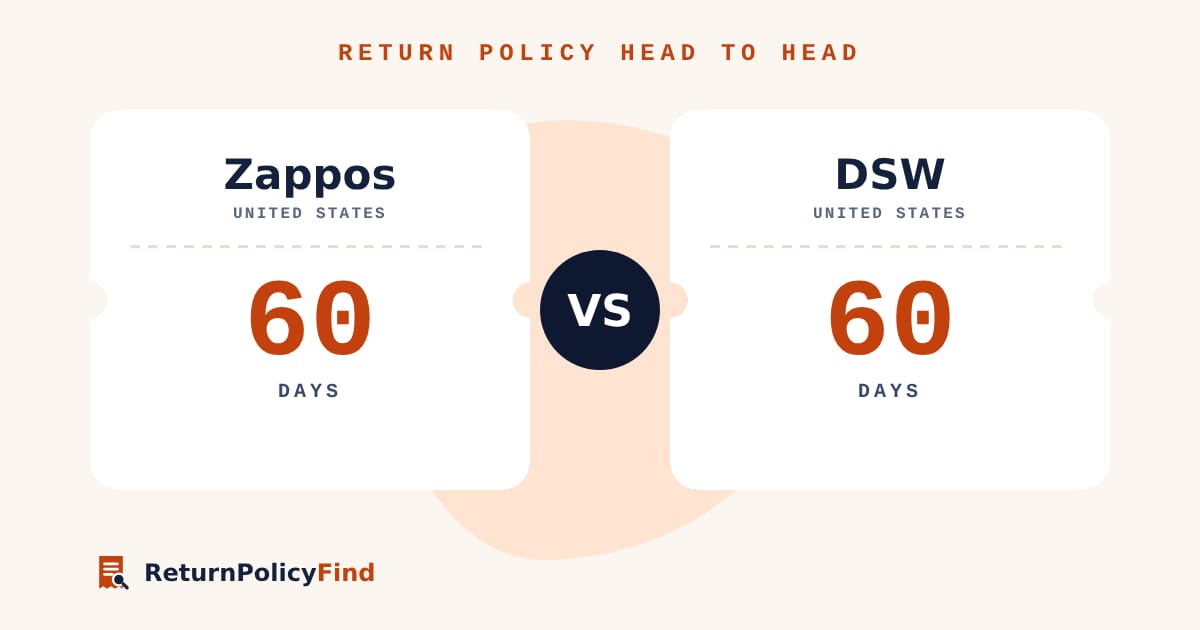 RETURN POLICY HEAD TO HEAD
Zappos
UNITED STATES
60
DAYS
VS
DSW
UNITED STATES
60
DAYS
ReturnPolicyFind